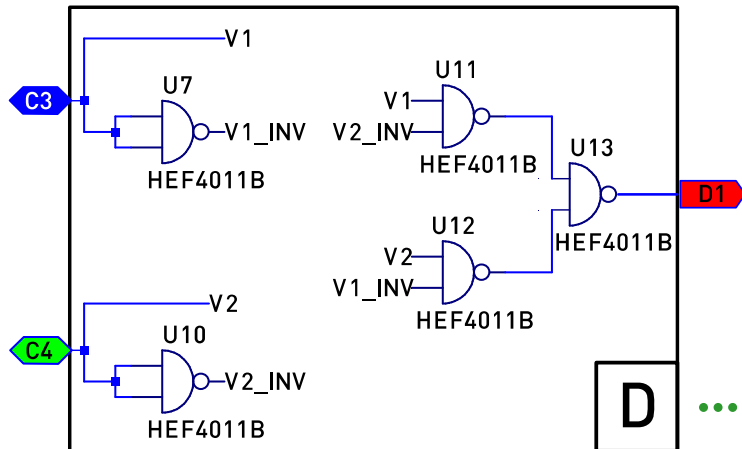 V1
C3
U7
V1_INV
HEF4011B
U11
V1
V2_INV
HEF4011B
U13
D1
HEF4011B
U12
V2
V1_INV
HEF4011B
V2
C4
U10
V2_INV
HEF4011B
D